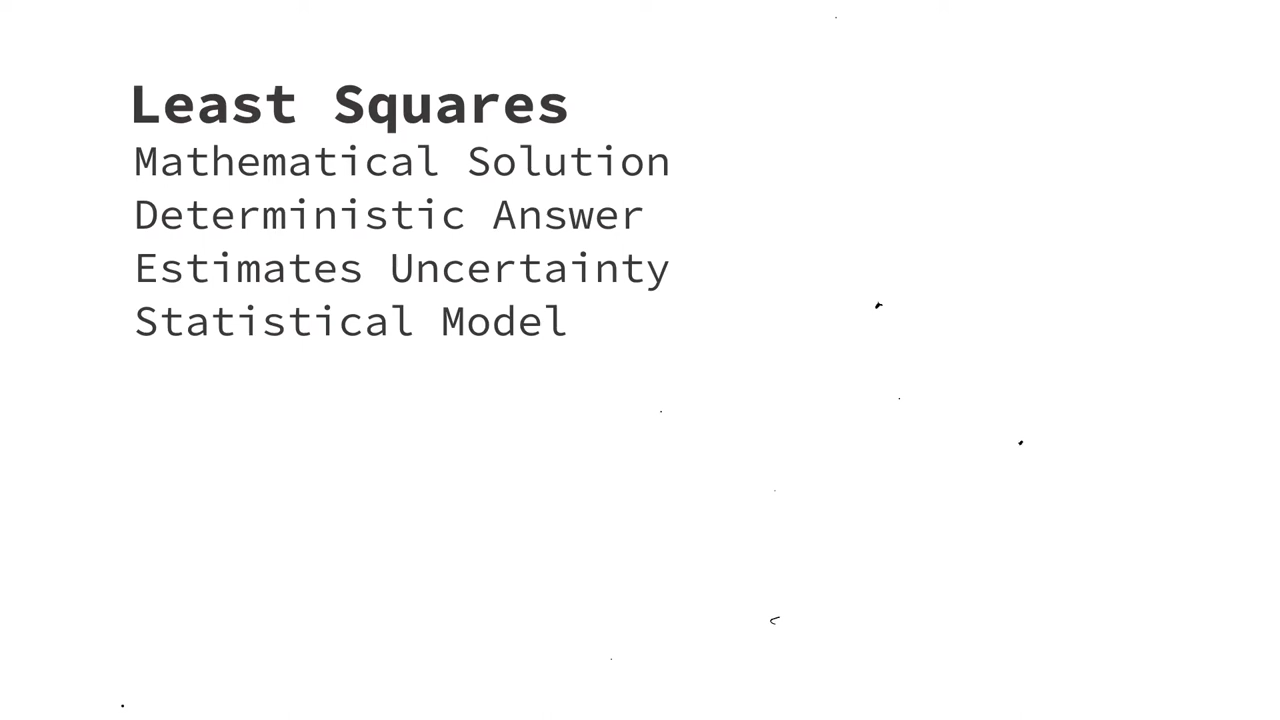 Least Squares
Mathematical Solution
Deterministic Answer
Estimates Uncertainty
Statistical Model